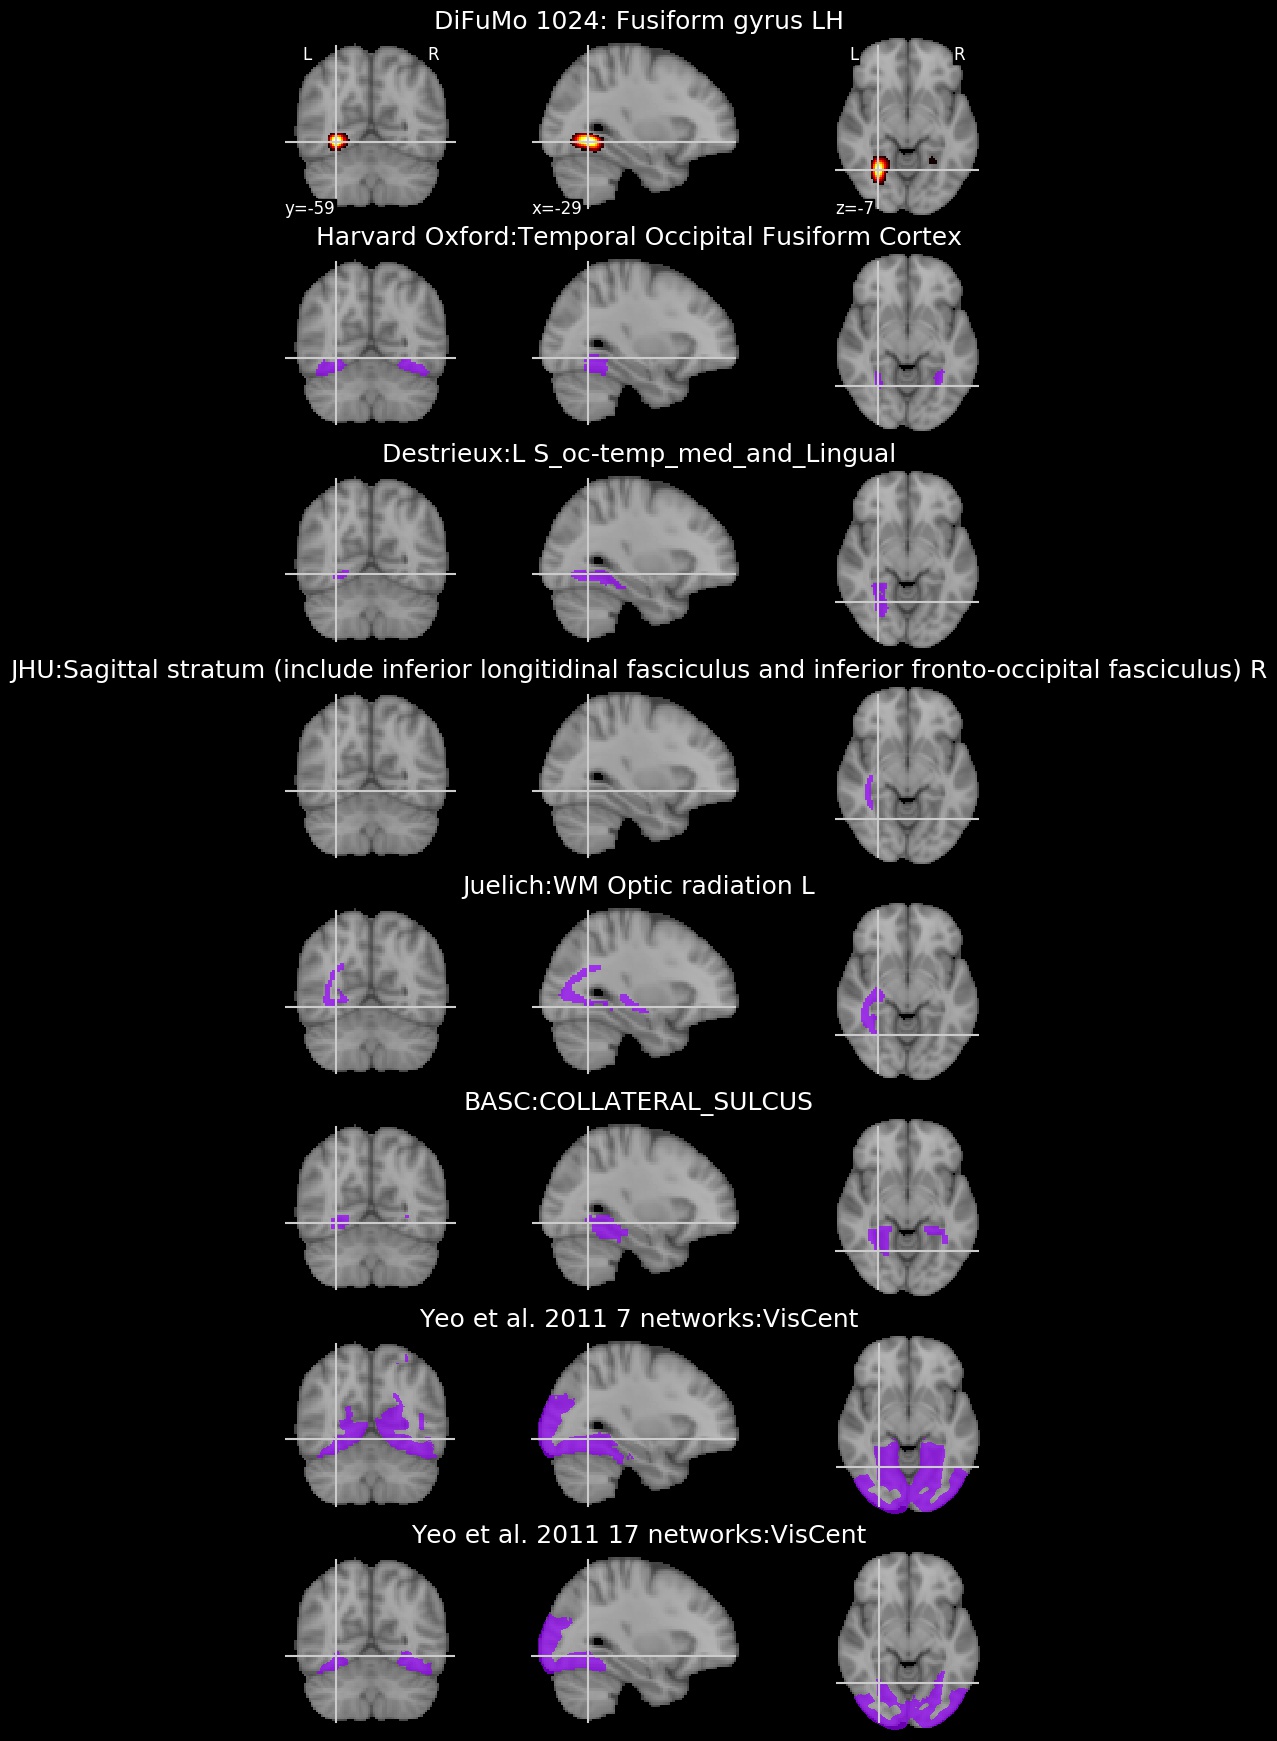 DiFuMo 1024: Fusiform gyrus LH
L R L R
y=-59 x=-29 z=-7
Harvard Oxford:Temporal Occipital Fusiform Cortex
Destrieux:L S_oc-temp_med_and_Lingual
JHU:Sagittal stratum (include inferior longitidinal fasciculus and inferior fronto-occipital fasciculus) R
Juelich:WM Optic radiation L
BASC:COLLATERAL_SULCUS
Yeo et al. 2011 7 networks:VisCent
Yeo et al. 2011 17 networks:VisCent